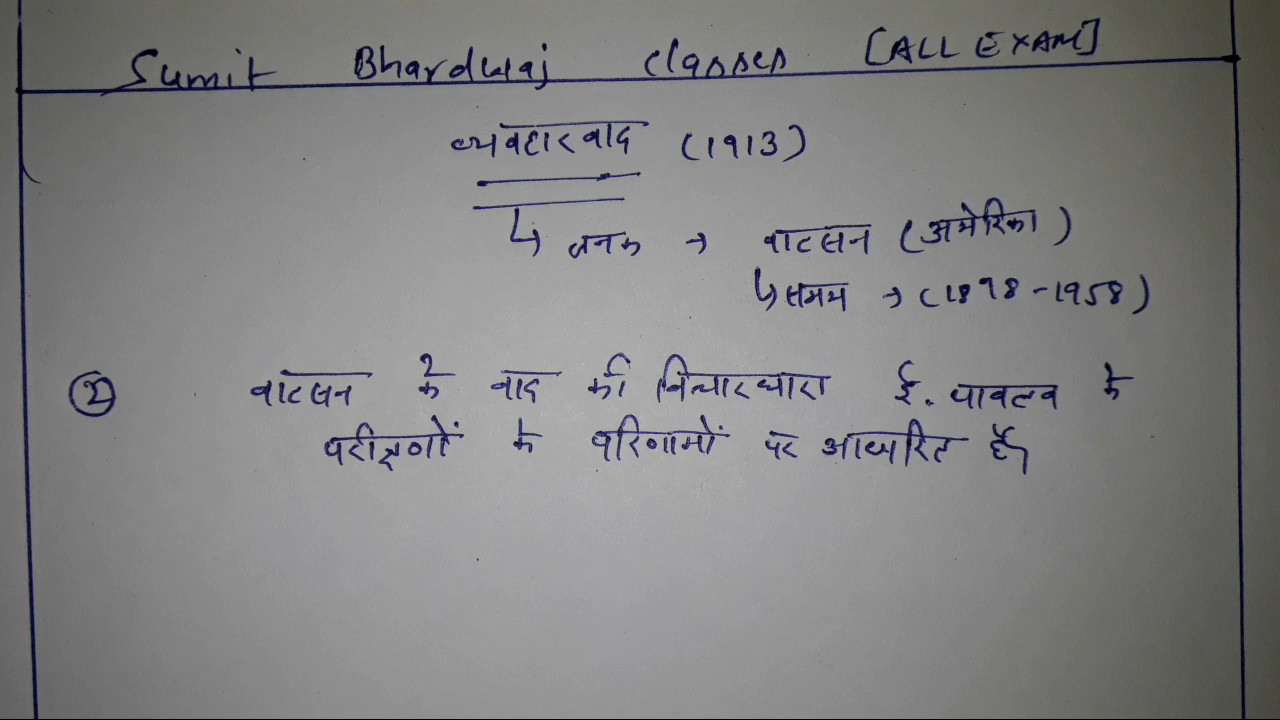 Sumit Bhardwaj Classes [ALL EXAM]
व्यवहारवाद (1913)
↳ जनक → वाटसन (अमेरिका)
↳ समय → (1878-1958)
② वाटसन के वाद की विचारधारा ई. पावलव के
परीक्षणों के परिणामों पर आधारित है।